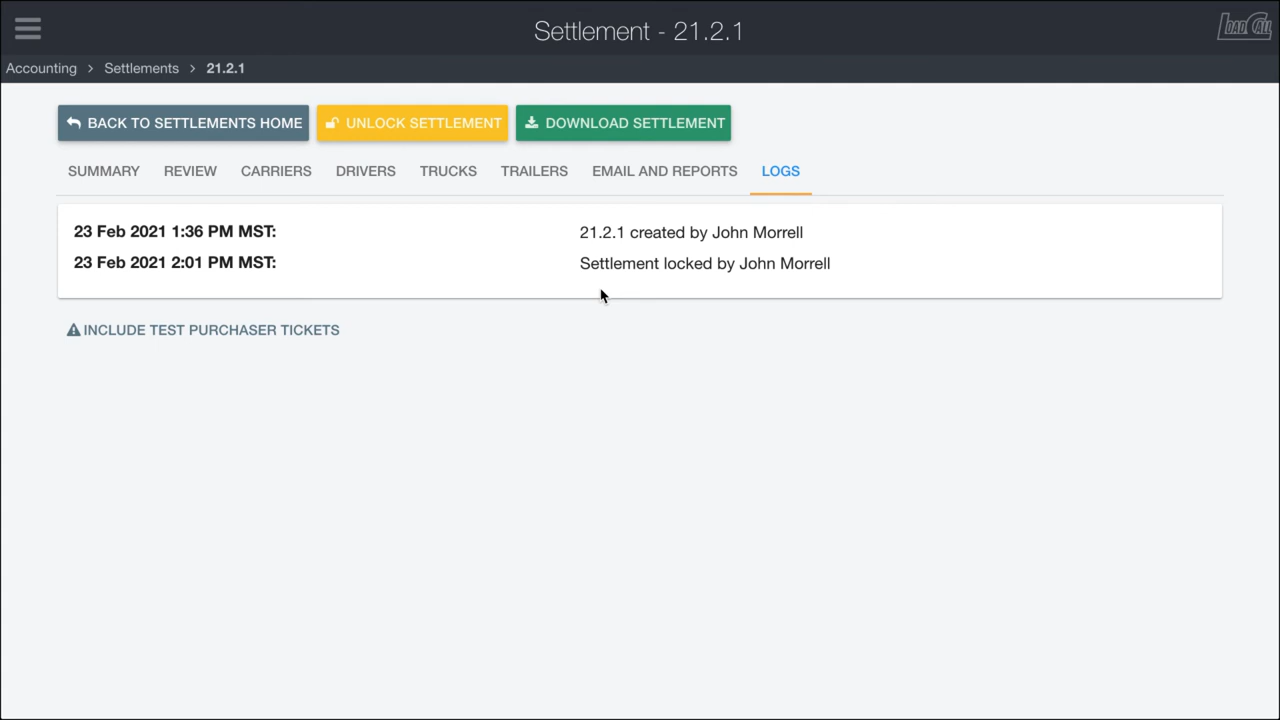 Settlement - 21.2.1
LOAD CALL
Accounting > Settlements > 21.2.1
BACK TO SETTLEMENTS HOME UNLOCK SETTLEMENT DOWNLOAD SETTLEMENT
SUMMARY REVIEW CARRIERS DRIVERS TRUCKS TRAILERS EMAIL AND REPORTS LOGS
23 Feb 2021 1:36 PM MST: 21.2.1 created by John Morrell
23 Feb 2021 2:01 PM MST: Settlement locked by John Morrell
INCLUDE TEST PURCHASER TICKETS